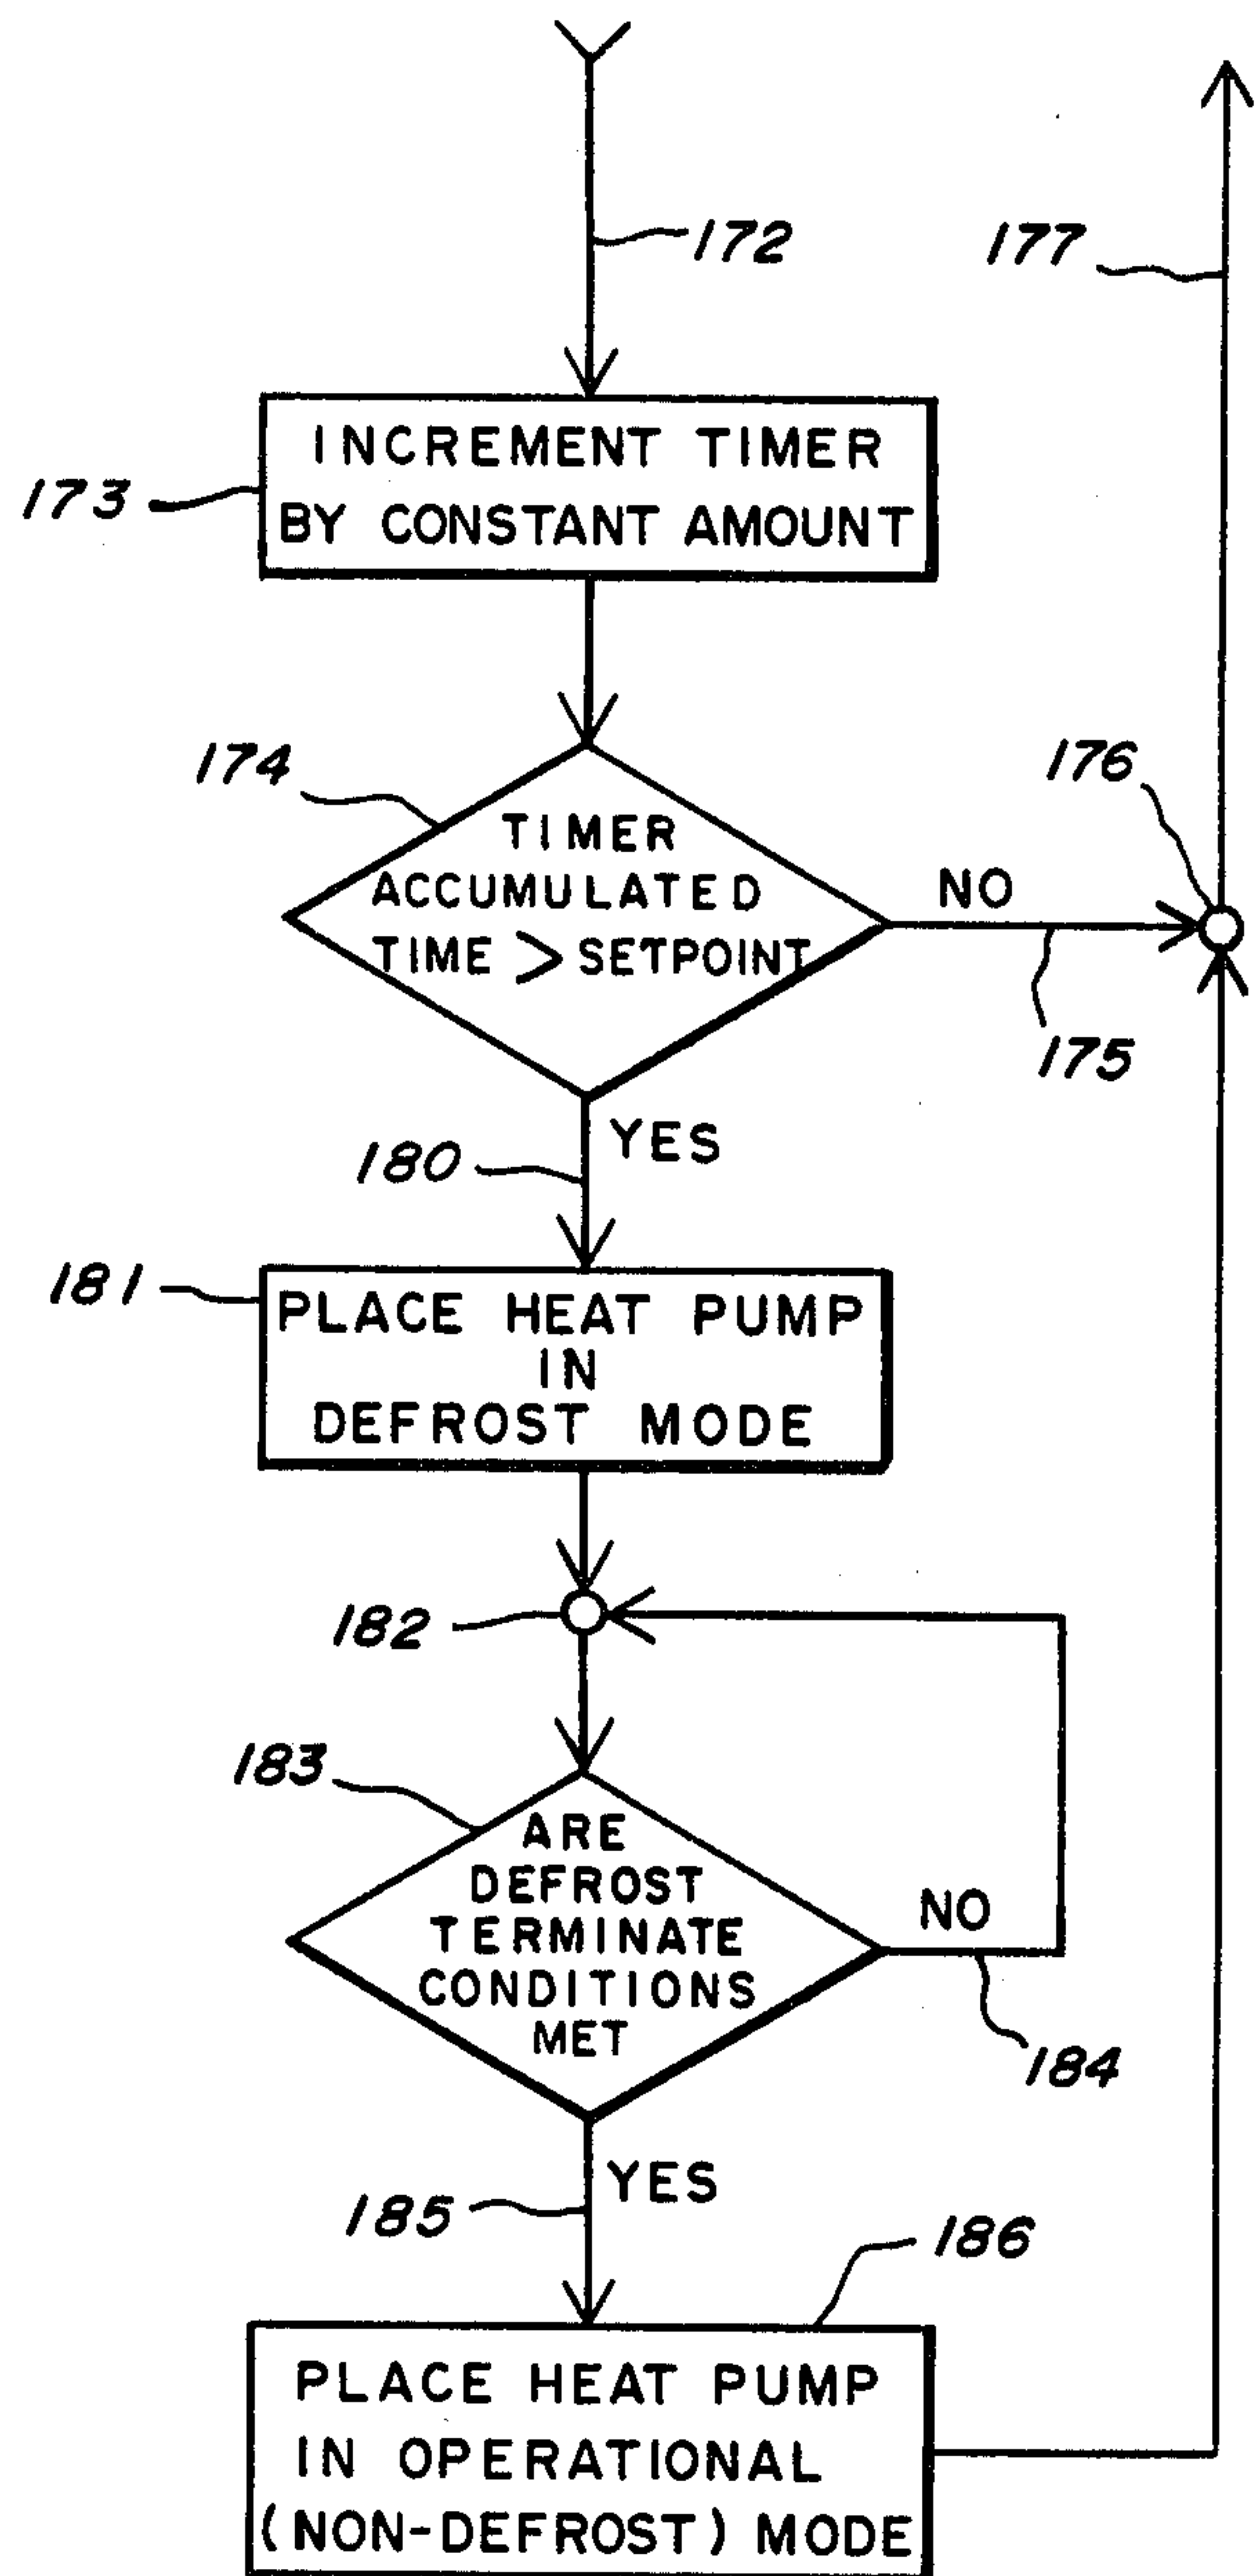 172
177
INCREMENT TIMER
BY CONSTANT AMOUNT
173
174
TIMER
ACCUMULATED
TIME > SETPOINT
NO
176
175
YES
180
181
PLACE HEAT PUMP
IN
DEFROST MODE
182
183
ARE
DEFROST
TERMINATE
CONDITIONS
MET
NO
184
YES
185
186
PLACE HEAT PUMP
IN OPERATIONAL
(NON-DEFROST) MODE